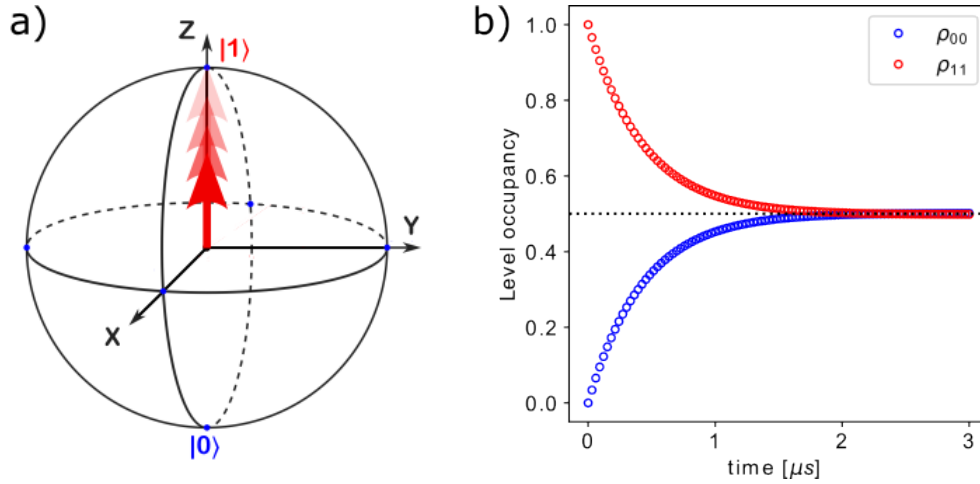 a)
Z
|1⟩
Y
X
|0⟩
b)
ρ00
ρ11
Level occupancy
1.0
0.8
0.6
0.4
0.2
0.0
0
1
2
3
time [μs]